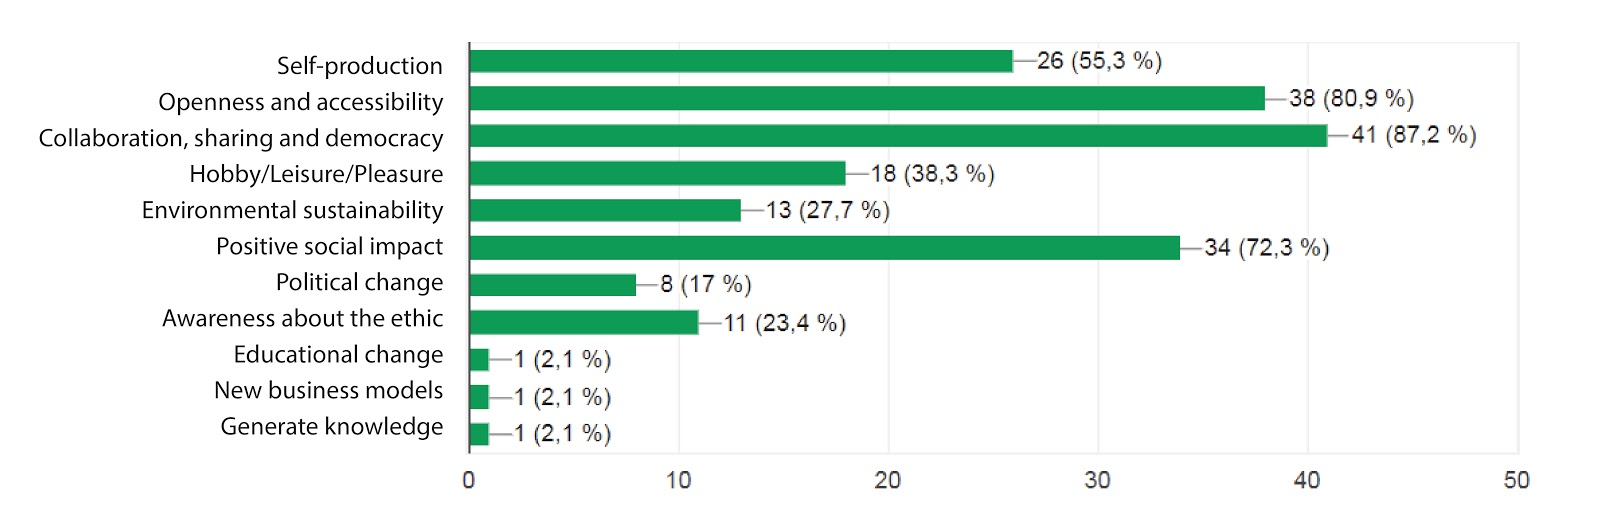 Self-production 26 (55,3 %)
Openness and accessibility 38 (80,9 %)
Collaboration, sharing and democracy 41 (87,2 %)
Hobby/Leisure/Pleasure 18 (38,3 %)
Environmental sustainability 13 (27,7 %)
Positive social impact 34 (72,3 %)
Political change 8 (17 %)
Awareness about the ethic 11 (23,4 %)
Educational change 1 (2,1 %)
New business models 1 (2,1 %)
Generate knowledge 1 (2,1 %)
0 10 20 30 40 50